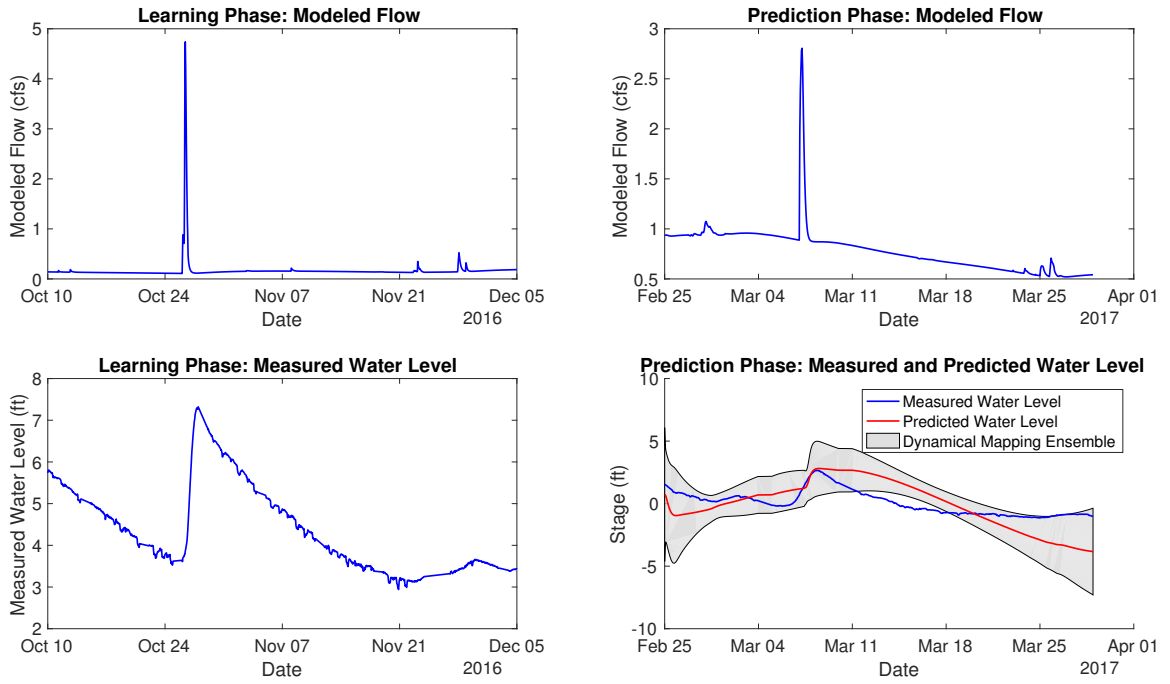 Learning Phase: Modeled Flow
5
4
3
2
1
0
Modeled Flow (cfs)
Oct 10 Oct 24 Nov 07 Nov 21 Dec 05
Date 2016
Prediction Phase: Modeled Flow
3
2.5
2
1.5
1
0.5
Modeled Flow (cfs)
Feb 25 Mar 04 Mar 11 Mar 18 Mar 25 Apr 01
Date 2017
Learning Phase: Measured Water Level
8
7
6
5
4
3
2
Measured Water Level (ft)
Oct 10 Oct 24 Nov 07 Nov 21 Dec 05
Date 2016
Prediction Phase: Measured and Predicted Water Level
10
5
0
-5
-10
Stage (ft)
Measured Water Level
Predicted Water Level
Dynamical Mapping Ensemble
Feb 25 Mar 04 Mar 11 Mar 18 Mar 25 Apr 01
Date 2017